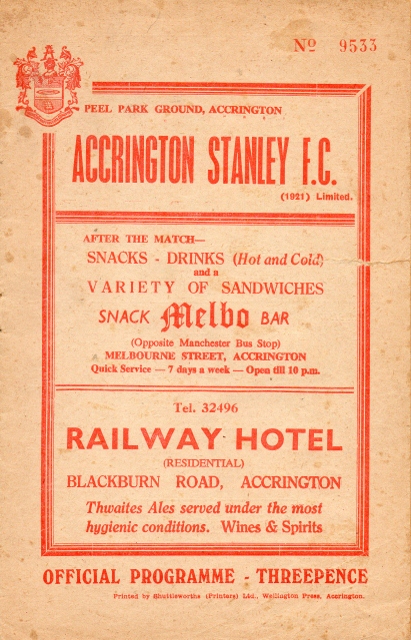 Nº 9533
PEEL PARK GROUND, ACCRINGTON
ACCRINGTON STANLEY F.C.
(1921) Limited.
AFTER THE MATCH—
SNACKS - DRINKS (Hot and Cold)
and a
VARIETY OF SANDWICHES
SNACK Melbo BAR
(Opposite Manchester Bus Stop)
MELBOURNE STREET, ACCRINGTON
Quick Service — 7 days a week — Open till 10 p.m.
Tel. 32496
RAILWAY HOTEL
(RESIDENTIAL)
BLACKBURN ROAD, ACCRINGTON
Thwaites Ales served under the most
hygienic conditions. Wines & Spirits
OFFICIAL PROGRAMME - THREEPENCE
Printed by Shuttleworths (Printers) Ltd., Wellington Press, Accrington.